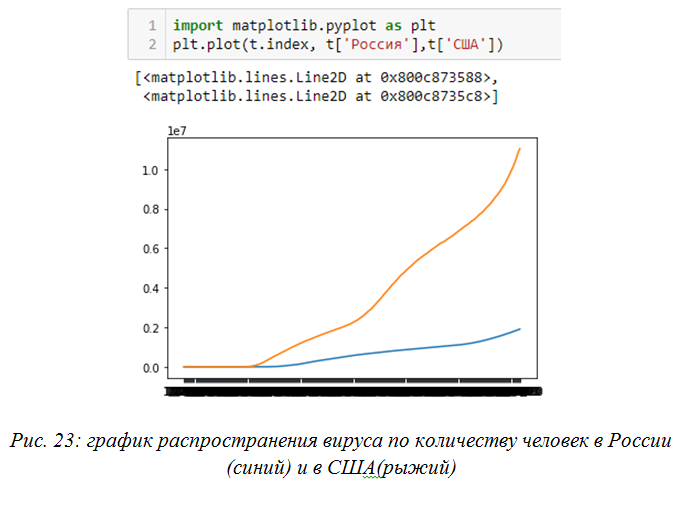 1 import matplotlib.pyplot as plt
2 plt.plot(t.index, t['Россия'],t['США'])
[<matplotlib.lines.Line2D at 0x800c873588>,
<matplotlib.lines.Line2D at 0x800c8735c8>]
1e7
1.0
0.8
0.6
0.4
0.2
0.0
Рис. 23: график распространения вируса по количеству человек в России
(синий) и в США(рыжий)